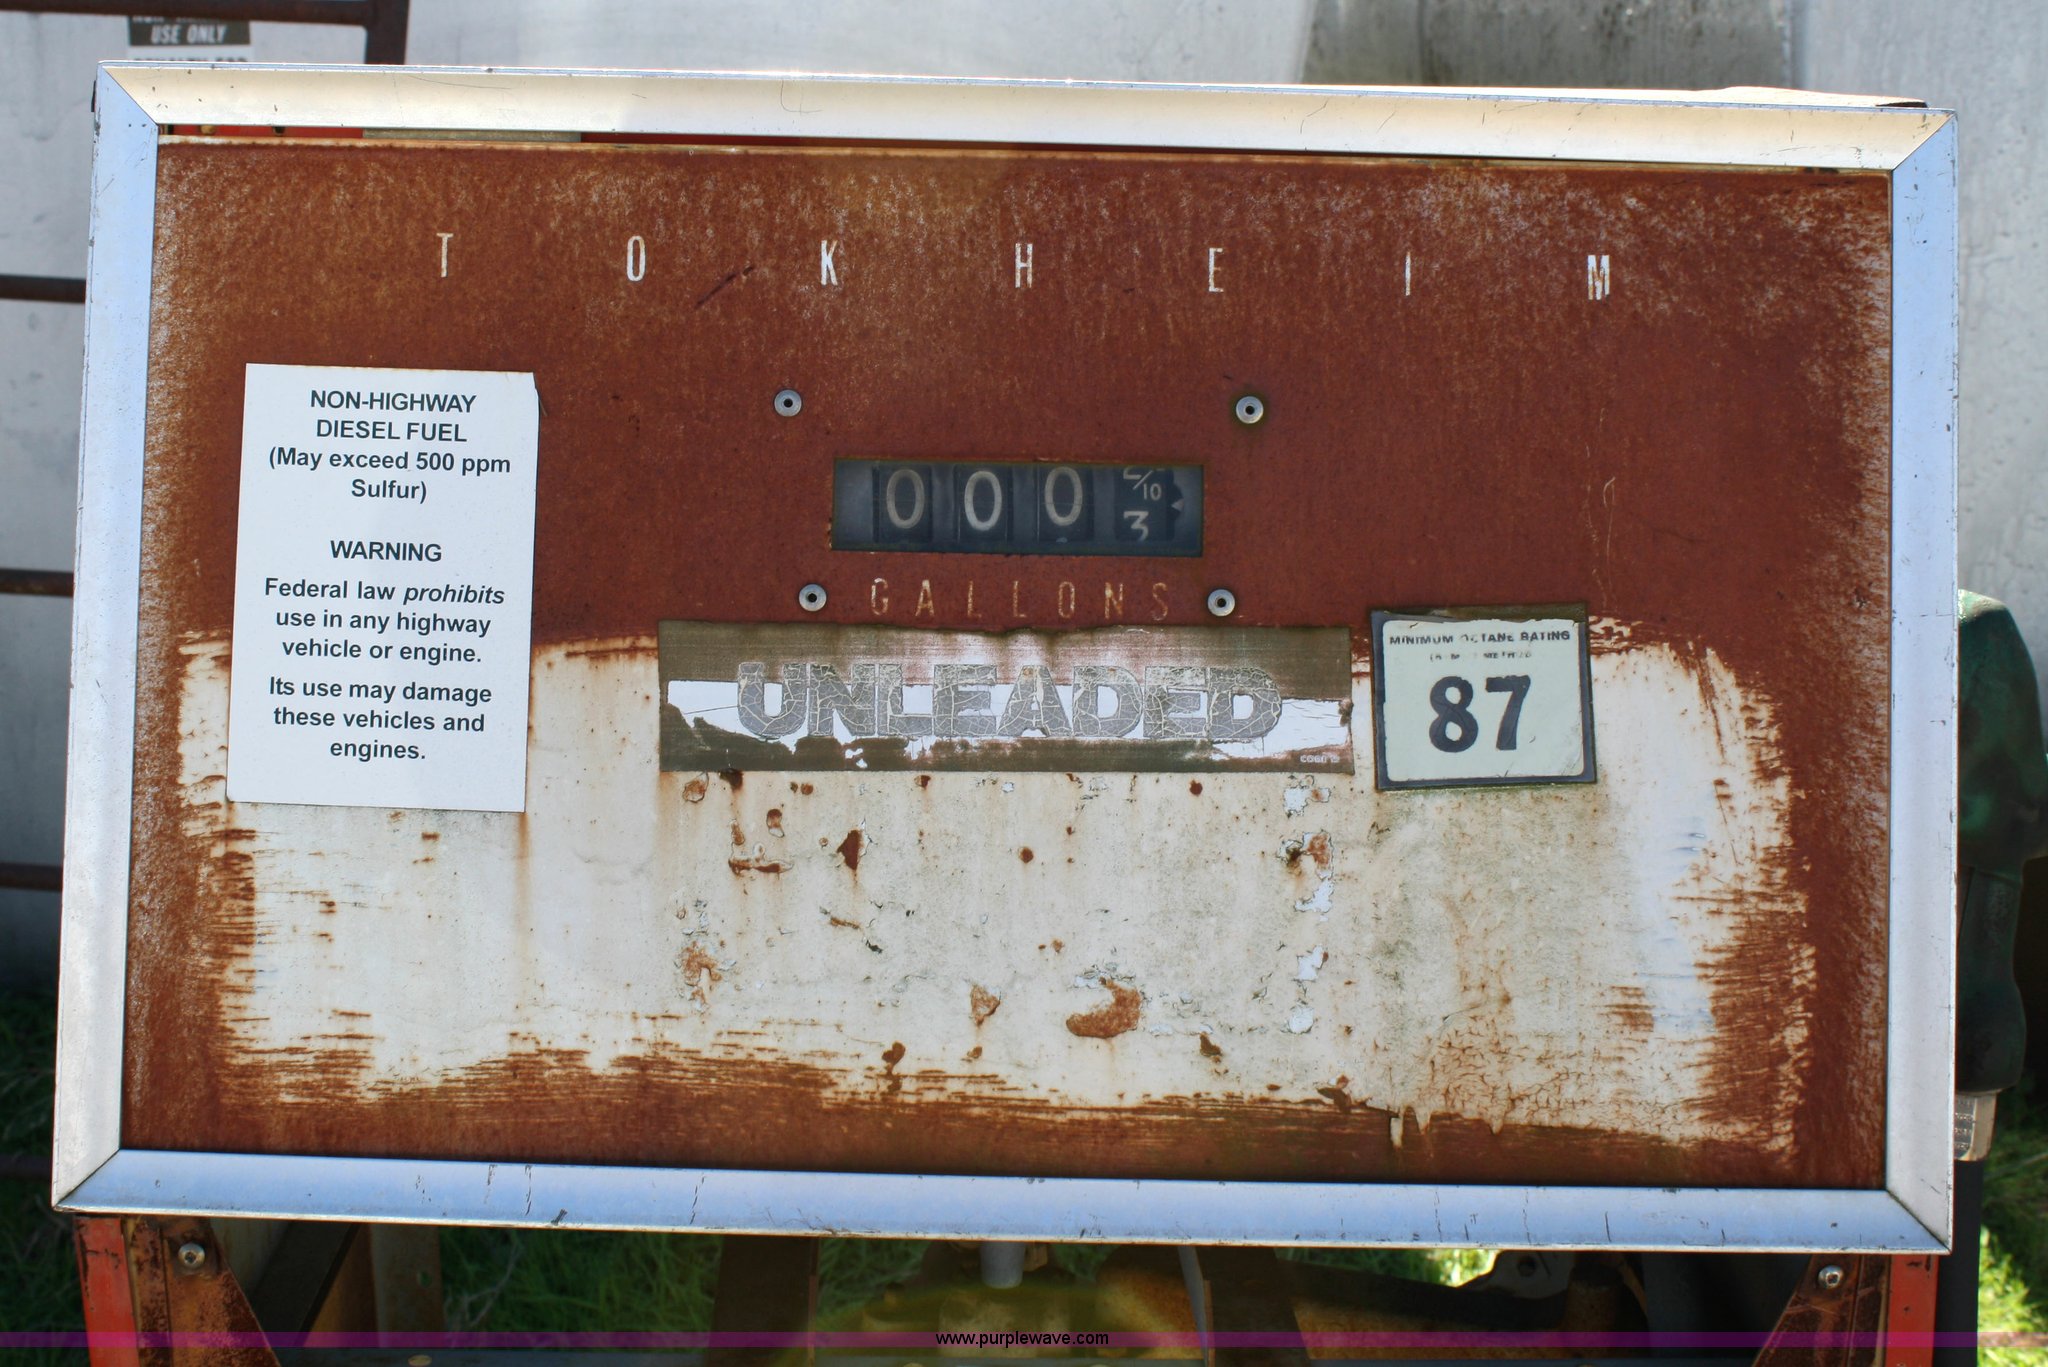 USE ONLY
TOKHEIM
NON-HIGHWAY
DIESEL FUEL
(May exceed 500 ppm
Sulfur)
WARNING
Federal law prohibits
use in any highway
vehicle or engine.
Its use may damage
these vehicles and
engines.
000
/10
3
GALLONS
UNLEADED
MINIMUM OCTANE RATING
87
www.purplewave.com